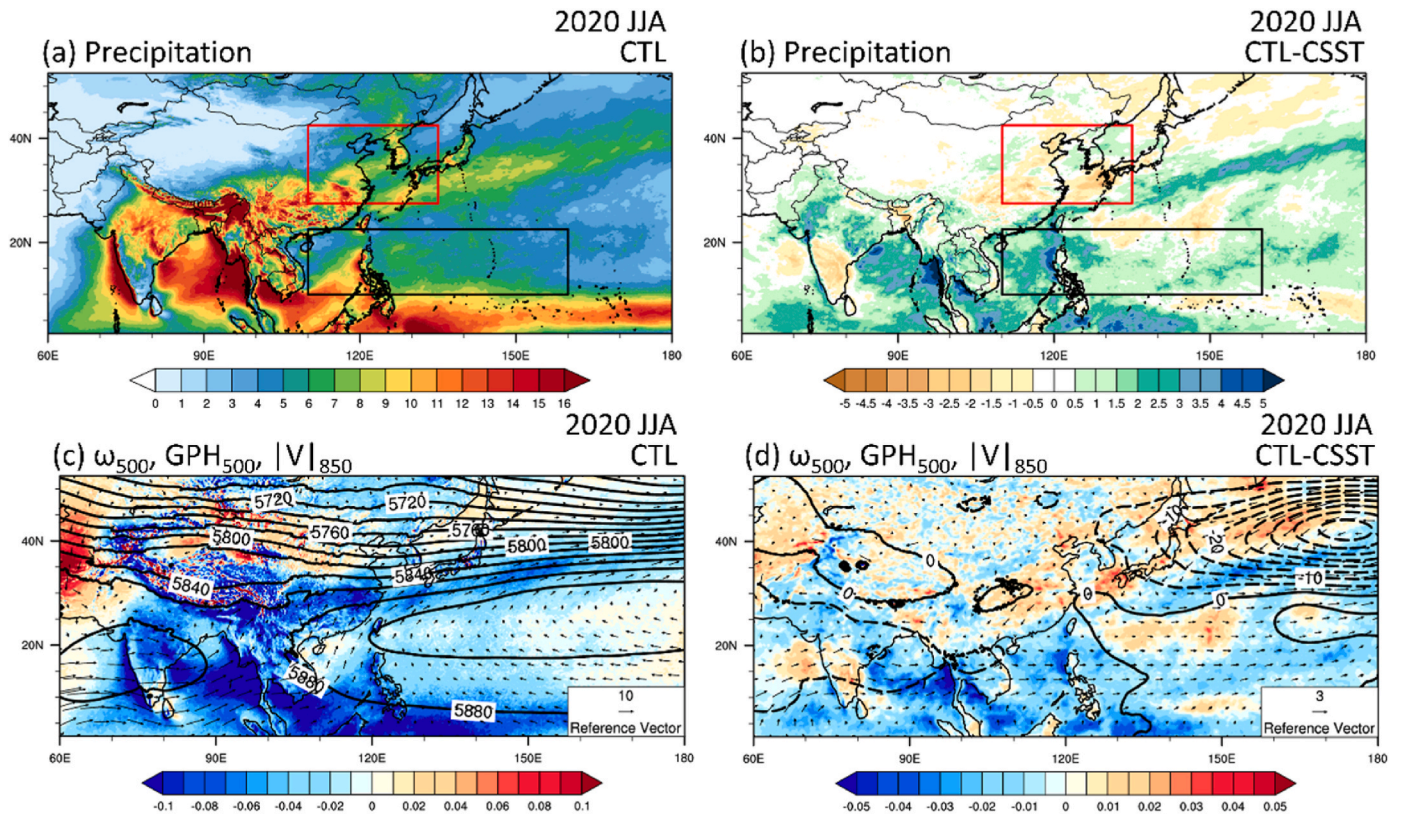 2020 JJA
(a) Precipitation CTL
40N
20N
60E 90E 120E 150E 180
0 1 2 3 4 5 6 7 8 9 10 11 12 13 14 15 16
2020 JJA
(b) Precipitation CTL-CSST
40N
20N
60E 90E 120E 150E 180
-5 -4.5 -4 -3.5 -3 -2.5 -2 -1.5 -1 -0.5 0 0.5 1 1.5 2 2.5 3 3.5 4 4.5 5
2020 JJA
(c) ω500, GPH500, |V|850 CTL
5720 5720
5760 5760
5800 5800 5800
40N
5840 5840
20N
5880
5880
10
Reference Vector
60E 90E 120E 150E 180
-0.1 -0.08 -0.06 -0.04 -0.02 0 0.02 0.04 0.06 0.08 0.1
2020 JJA
(d) ω500, GPH500, |V|850 CTL-CSST
-10
-20
40N
0
-10
0 0 0
20N
3
Reference Vector
60E 90E 120E 150E 180
-0.05 -0.04 -0.03 -0.02 -0.01 0 0.01 0.02 0.03 0.04 0.05